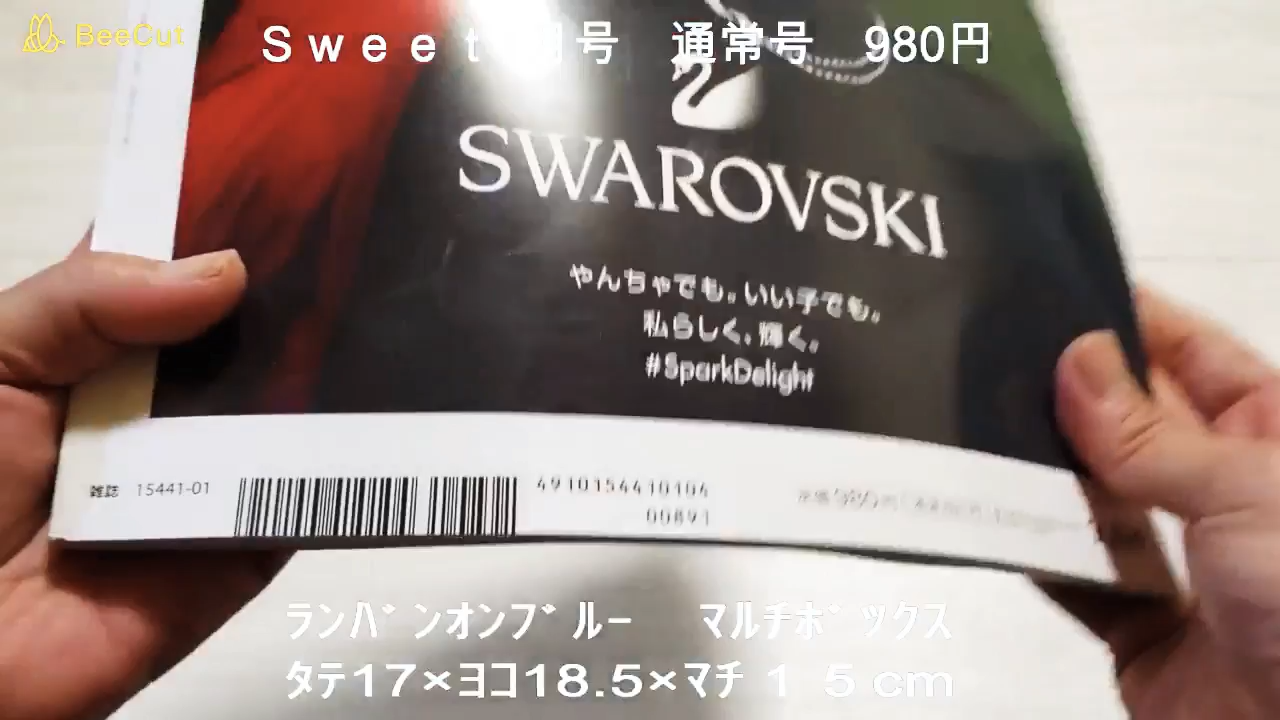 BeeCut
Sweet 月号 通常号 980円
SWAROVSKI
やんちゃでも。いい子でも。
私らしく、輝く。
#SparkDelight
雑誌 15441-01
4910154410104
00891
ﾗﾝﾊﾞﾝｵﾝﾌﾞﾙｰ ﾏﾙﾁﾎﾞｯｸｽ
ﾀﾃ17×ﾖｺ18.5×ﾏﾁ15cm